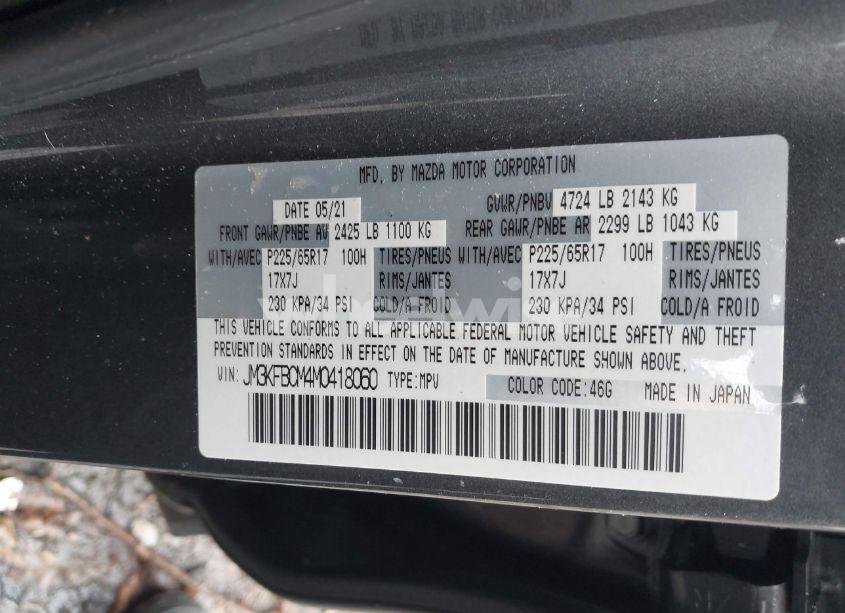 MFD. BY MAZDA MOTOR CORPORATION
DATE 05/21 GVWR/PNBV 4724 LB 2143 KG
FRONT GAWR/PNBE AV 2425 LB 1100 KG REAR GAWR/PNBE AR 2299 LB 1043 KG
WITH/AVEC P225/65R17 100H TIRES/PNEUS WITH/AVEC P225/65R17 100H TIRES/PNEUS
17X7J RIMS/JANTES 17X7J RIMS/JANTES
230 KPA/34 PSI COLD/A FROID 230 KPA/34 PSI COLD/A FROID
THIS VEHICLE CONFORMS TO ALL APPLICABLE FEDERAL MOTOR VEHICLE SAFETY AND THEFT
PREVENTION STANDARDS IN EFFECT ON THE DATE OF MANUFACTURE SHOWN ABOVE.
VIN: JM3KFBCM4M0418060 TYPE:MPV COLOR CODE:46G MADE IN JAPAN